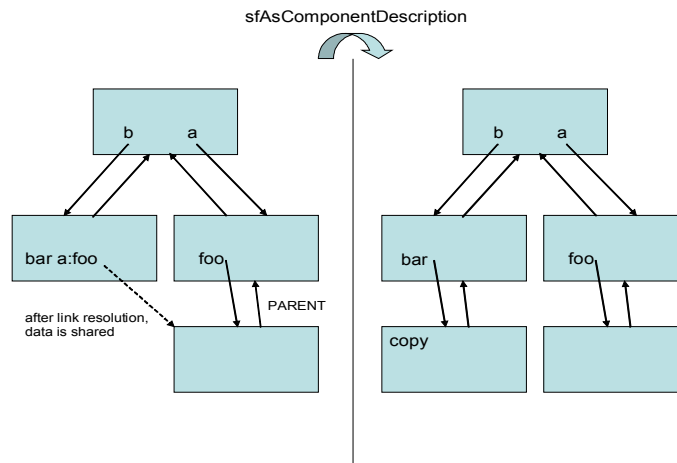 sfAsComponentDescription
b a
b a
bar a:foo
foo
bar
foo
after link resolution,
data is shared
PARENT
copy